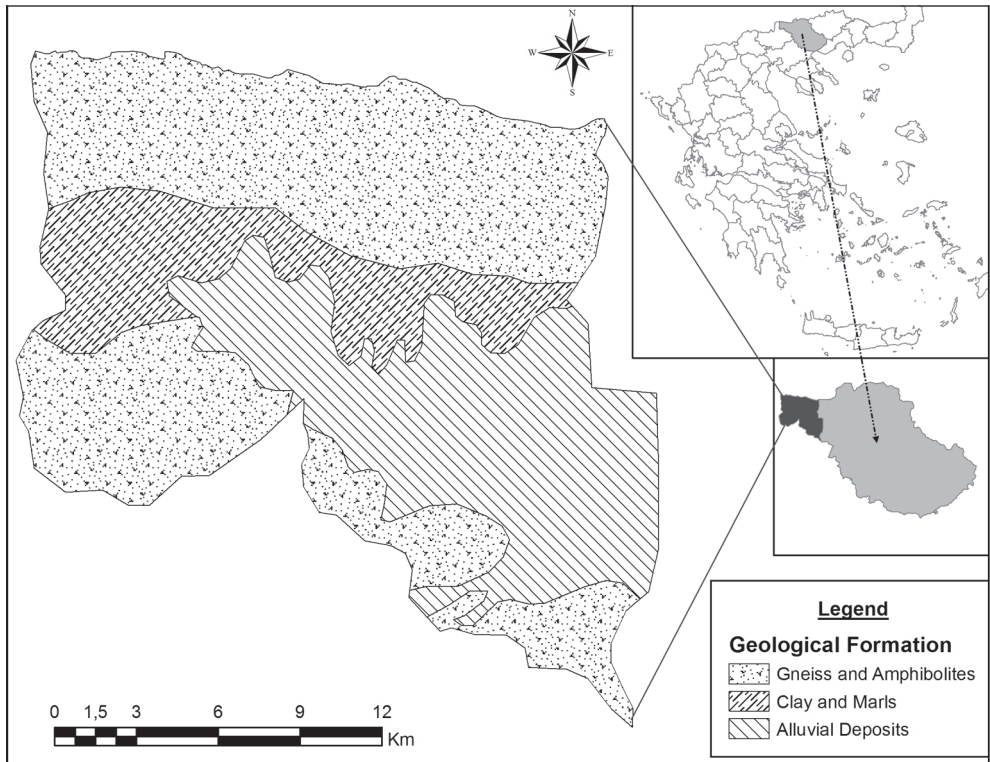 N
W E
S
Legend
Geological Formation
Gneiss and Amphibolites
Clay and Marls
Alluvial Deposits
0 1,5 3 6 9 12
Km